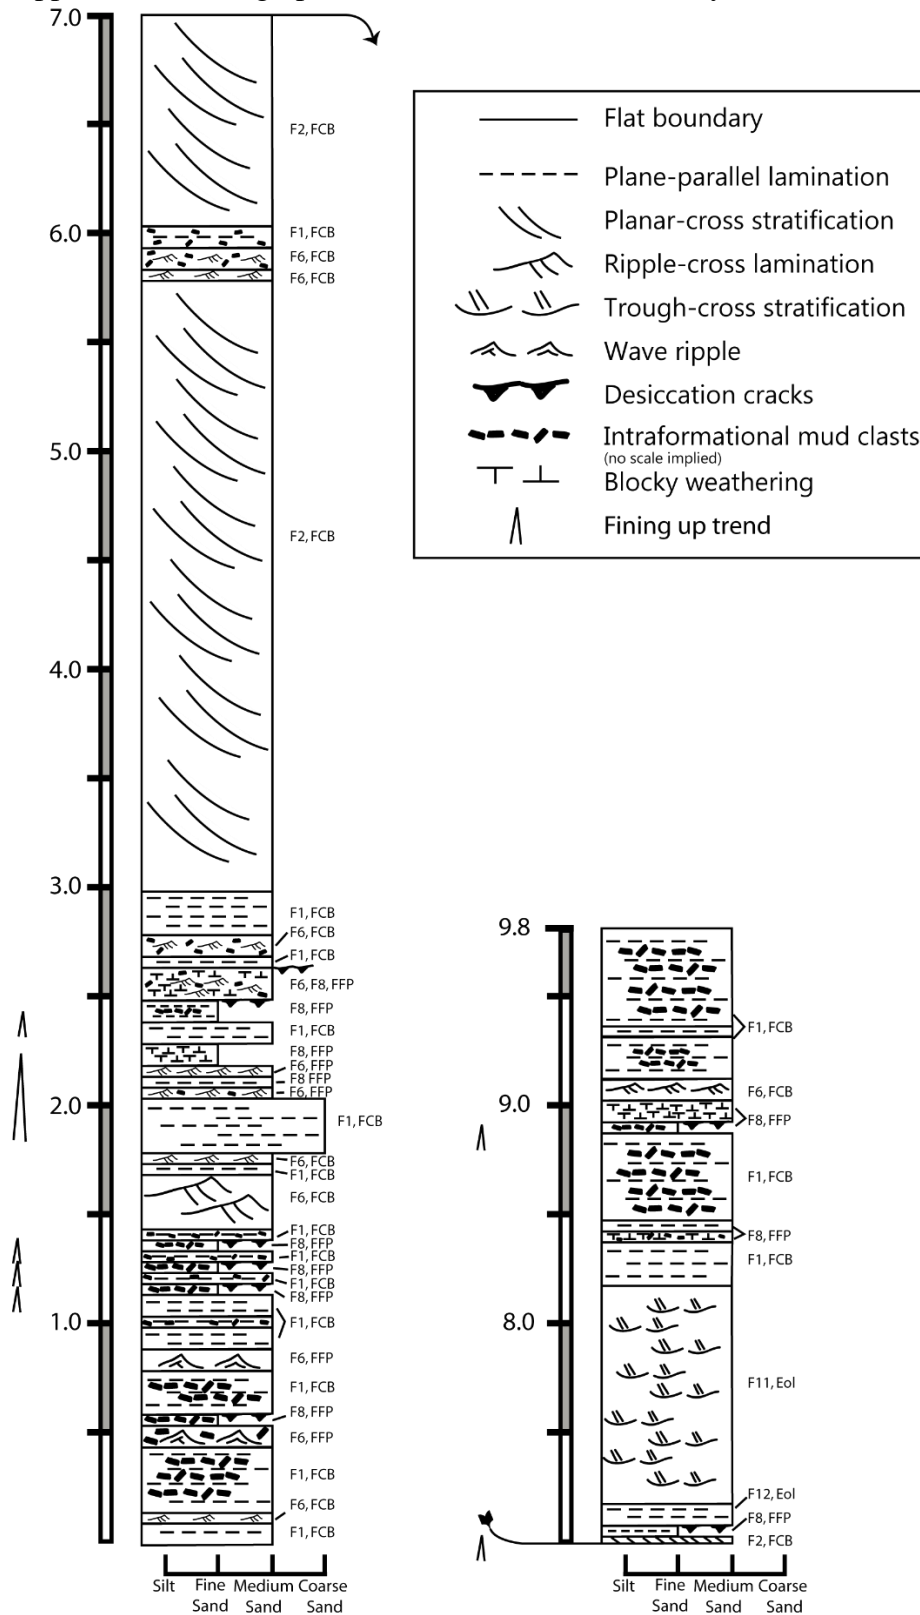 7.0
F2, FCB
6.0
F1, FCB
F6, FCB
F6, FCB
5.0
F2, FCB
4.0
3.0
F1, FCB
F6, FCB
F1, FCB
F6, F8, FFP
F8, FFP
F1, FCB
F8, FFP
F6, FFP
F8 FFP
F6, FFP
2.0
F1, FCB
F6, FCB
F1, FCB
F6, FCB
F1, FCB
F8, FFP
F1, FCB
F8, FFP
F1, FCB
F8, FFP
1.0
F1, FCB
F6, FFP
F1, FCB
F8, FFP
F6, FFP
F1, FCB
F6, FCB
F1, FCB
Silt
Fine
Sand
Medium
Sand
Coarse
Sand
Flat boundary
Plane-parallel lamination
Planar-cross stratification
Ripple-cross lamination
Trough-cross stratification
Wave ripple
Desiccation cracks
Intraformational mud clasts
(no scale implied)
Blocky weathering
Fining up trend
9.8
F1, FCB
F6, FCB
9.0
F8, FFP
F1, FCB
F8, FFP
F1, FCB
8.0
F11, Eol
F12, Eol
F8, FFP
F2, FCB
Silt
Fine
Sand
Medium
Sand
Coarse
Sand